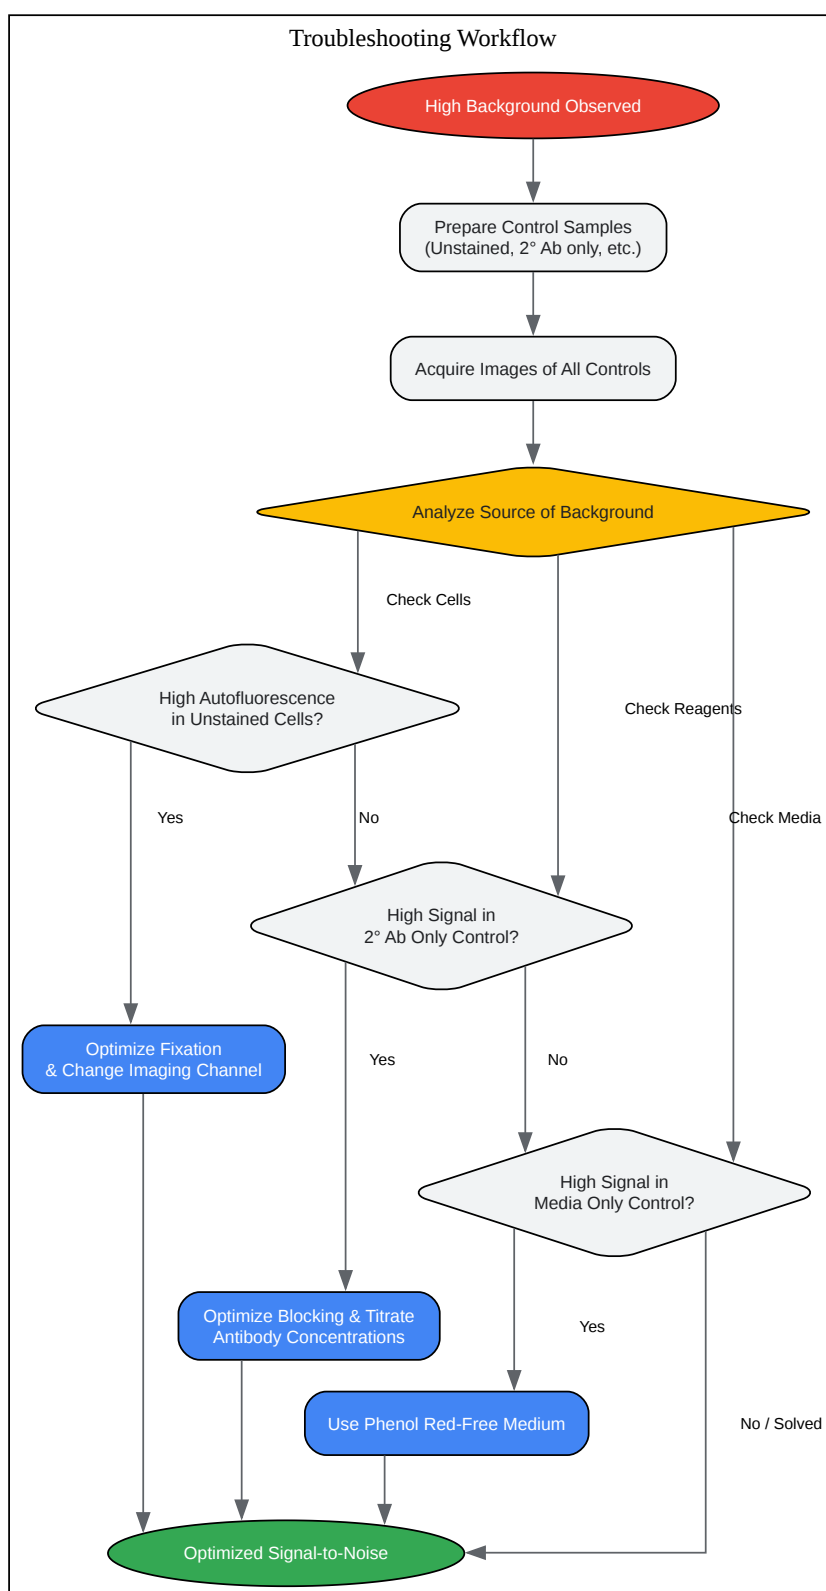 Troubleshooting Workflow
High Background Observed
Prepare Control Samples
(Unstained, 2° Ab only, etc.)
Acquire Images of All Controls
Analyze Source of Background
Check Cells
High Autofluorescence
in Unstained Cells?
Check Reagents
Yes
No
Check Media
High Signal in
2° Ab Only Control?
Optimize Fixation
& Change Imaging Channel
Yes
No
High Signal in
Media Only Control?
Optimize Blocking & Titrate
Antibody Concentrations
Yes
Use Phenol Red-Free Medium
No / Solved
Optimized Signal-to-Noise